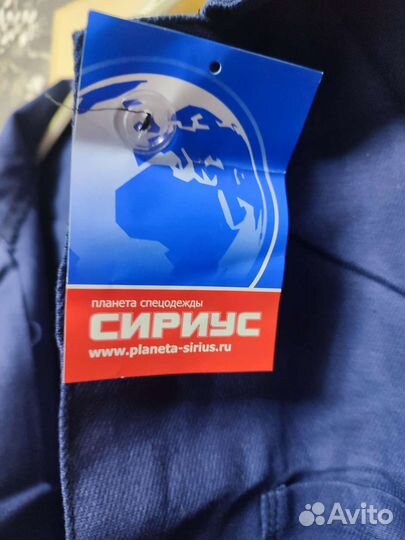 планета спецодежды
СИРИУС
www.planeta-sirius.ru
Avito